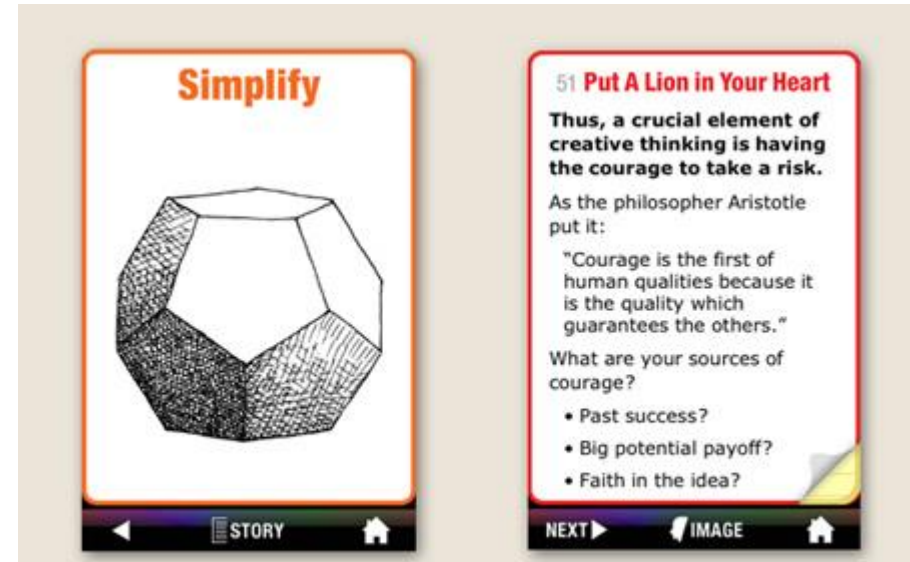 Simplify
STORY
51 Put A Lion in Your Heart
Thus, a crucial element of
creative thinking is having
the courage to take a risk.
As the philosopher Aristotle
put it:
“Courage is the first of
human qualities because it
is the quality which
guarantees the others.”
What are your sources of
courage?
• Past success?
• Big potential payoff?
• Faith in the idea?
NEXT IMAGE